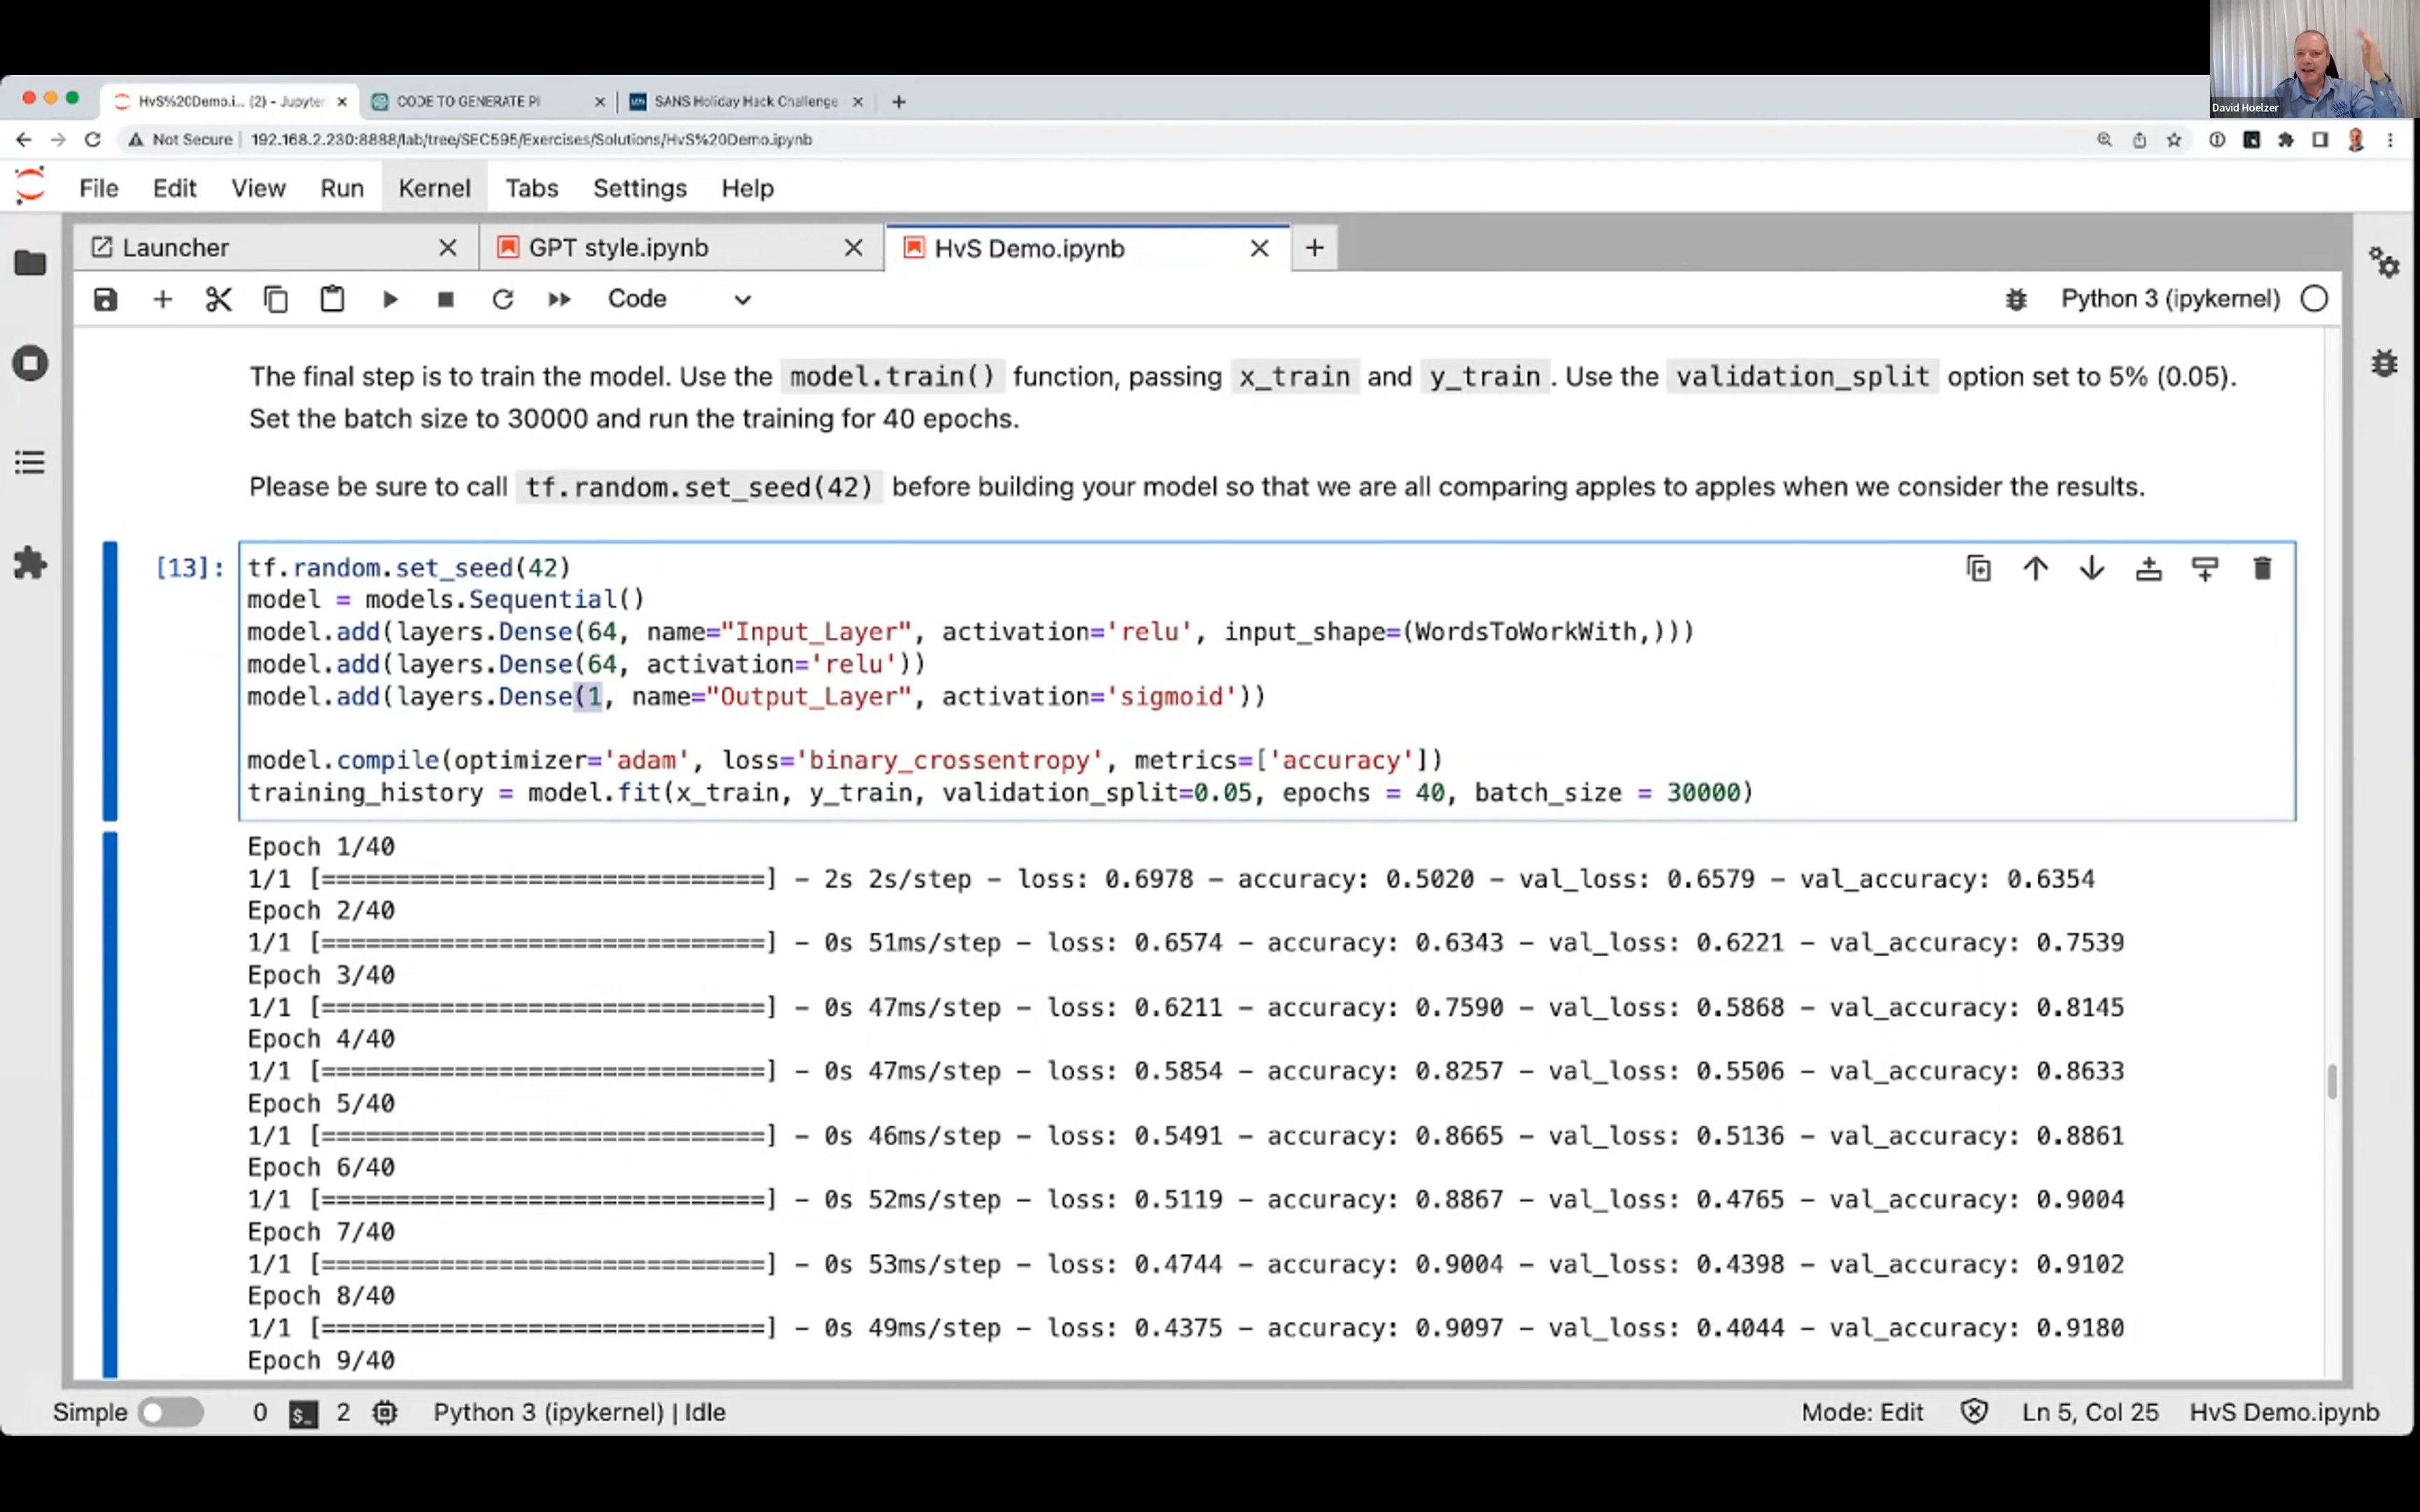 David Hoelzer
HvS%20Demo.i... (2) - Jupyter
CODE TO GENERATE PI
SANS Holiday Hack Challenge
Not Secure | 192.168.2.230:8888/lab/tree/SEC595/Exercises/Solutions/HvS%20Demo.ipynb
File Edit View Run Kernel Tabs Settings Help
Launcher
GPT style.ipynb
HvS Demo.ipynb
Code
Python 3 (ipykernel)
The final step is to train the model. Use the model.train() function, passing x_train and y_train. Use the validation_split option set to 5% (0.05).
Set the batch size to 30000 and run the training for 40 epochs.
Please be sure to call tf.random.set_seed(42) before building your model so that we are all comparing apples to apples when we consider the results.
[13]: tf.random.set_seed(42)
model = models.Sequential()
model.add(layers.Dense(64, name="Input_Layer", activation='relu', input_shape=(WordsToWorkWith,)))
model.add(layers.Dense(64, activation='relu'))
model.add(layers.Dense(1, name="Output_Layer", activation='sigmoid'))
model.compile(optimizer='adam', loss='binary_crossentropy', metrics=['accuracy'])
training_history = model.fit(x_train, y_train, validation_split=0.05, epochs = 40, batch_size = 30000)
Epoch 1/40
1/1 [==============================] - 2s 2s/step - loss: 0.6978 - accuracy: 0.5020 - val_loss: 0.6579 - val_accuracy: 0.6354
Epoch 2/40
1/1 [==============================] - 0s 51ms/step - loss: 0.6574 - accuracy: 0.6343 - val_loss: 0.6221 - val_accuracy: 0.7539
Epoch 3/40
1/1 [==============================] - 0s 47ms/step - loss: 0.6211 - accuracy: 0.7590 - val_loss: 0.5868 - val_accuracy: 0.8145
Epoch 4/40
1/1 [==============================] - 0s 47ms/step - loss: 0.5854 - accuracy: 0.8257 - val_loss: 0.5506 - val_accuracy: 0.8633
Epoch 5/40
1/1 [==============================] - 0s 46ms/step - loss: 0.5491 - accuracy: 0.8665 - val_loss: 0.5136 - val_accuracy: 0.8861
Epoch 6/40
1/1 [==============================] - 0s 52ms/step - loss: 0.5119 - accuracy: 0.8867 - val_loss: 0.4765 - val_accuracy: 0.9004
Epoch 7/40
1/1 [==============================] - 0s 53ms/step - loss: 0.4744 - accuracy: 0.9004 - val_loss: 0.4398 - val_accuracy: 0.9102
Epoch 8/40
1/1 [==============================] - 0s 49ms/step - loss: 0.4375 - accuracy: 0.9097 - val_loss: 0.4044 - val_accuracy: 0.9180
Epoch 9/40
Simple 0 $_ 2 Python 3 (ipykernel) | Idle Mode: Edit Ln 5, Col 25 HvS Demo.ipynb